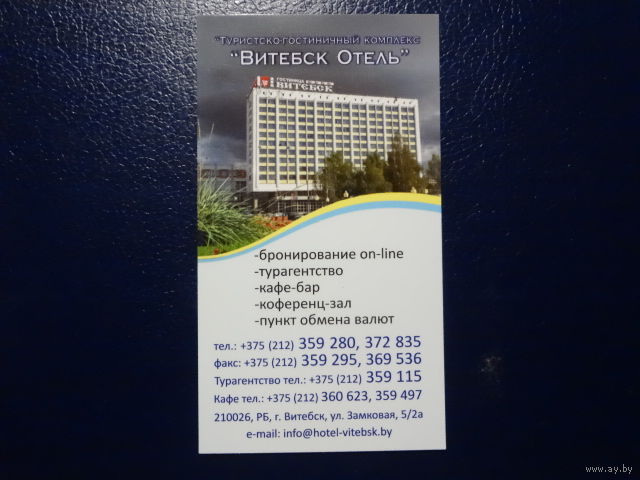 "Туристско-гостиничный комплекс
"Витебск Отель"
ГОСТИНИЦА
ВИТЕБСК
-бронирование on-line
-турагентство
-кафе-бар
-коференц-зал
-пункт обмена валют
тел.: +375 (212) 359 280, 372 835
факс: +375 (212) 359 295, 369 536
Турагентство тел.: +375 (212) 359 115
Кафе тел.: +375 (212) 360 623, 359 497
210026, РБ, г. Витебск, ул. Замковая, 5/2а
e-mail: info@hotel-vitebsk.by
www.ay.by